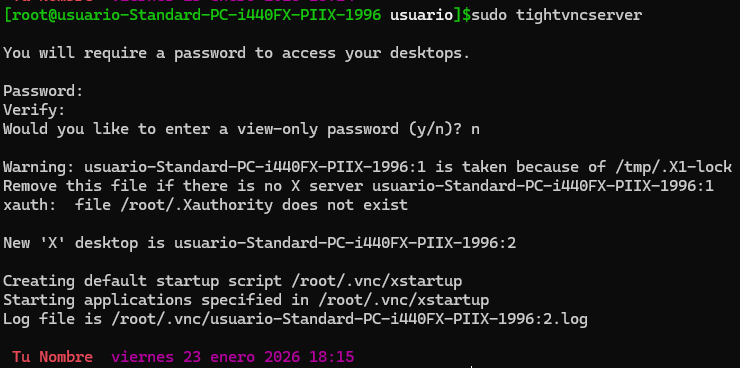 [root@usuario-Standard-PC-i440FX-PIIX-1996 usuario]$sudo tightvncserver
You will require a password to access your desktops.
Password:
Verify:
Would you like to enter a view-only password (y/n)? n
Warning: usuario-Standard-PC-i440FX-PIIX-1996:1 is taken because of /tmp/.X1-lock
Remove this file if there is no X server usuario-Standard-PC-i440FX-PIIX-1996:1
xauth:  file /root/.Xauthority does not exist
New 'X' desktop is usuario-Standard-PC-i440FX-PIIX-1996:2
Creating default startup script /root/.vnc/xstartup
Starting applications specified in /root/.vnc/xstartup
Log file is /root/.vnc/usuario-Standard-PC-i440FX-PIIX-1996:2.log
Tu Nombre  viernes 23 enero 2026 18:15